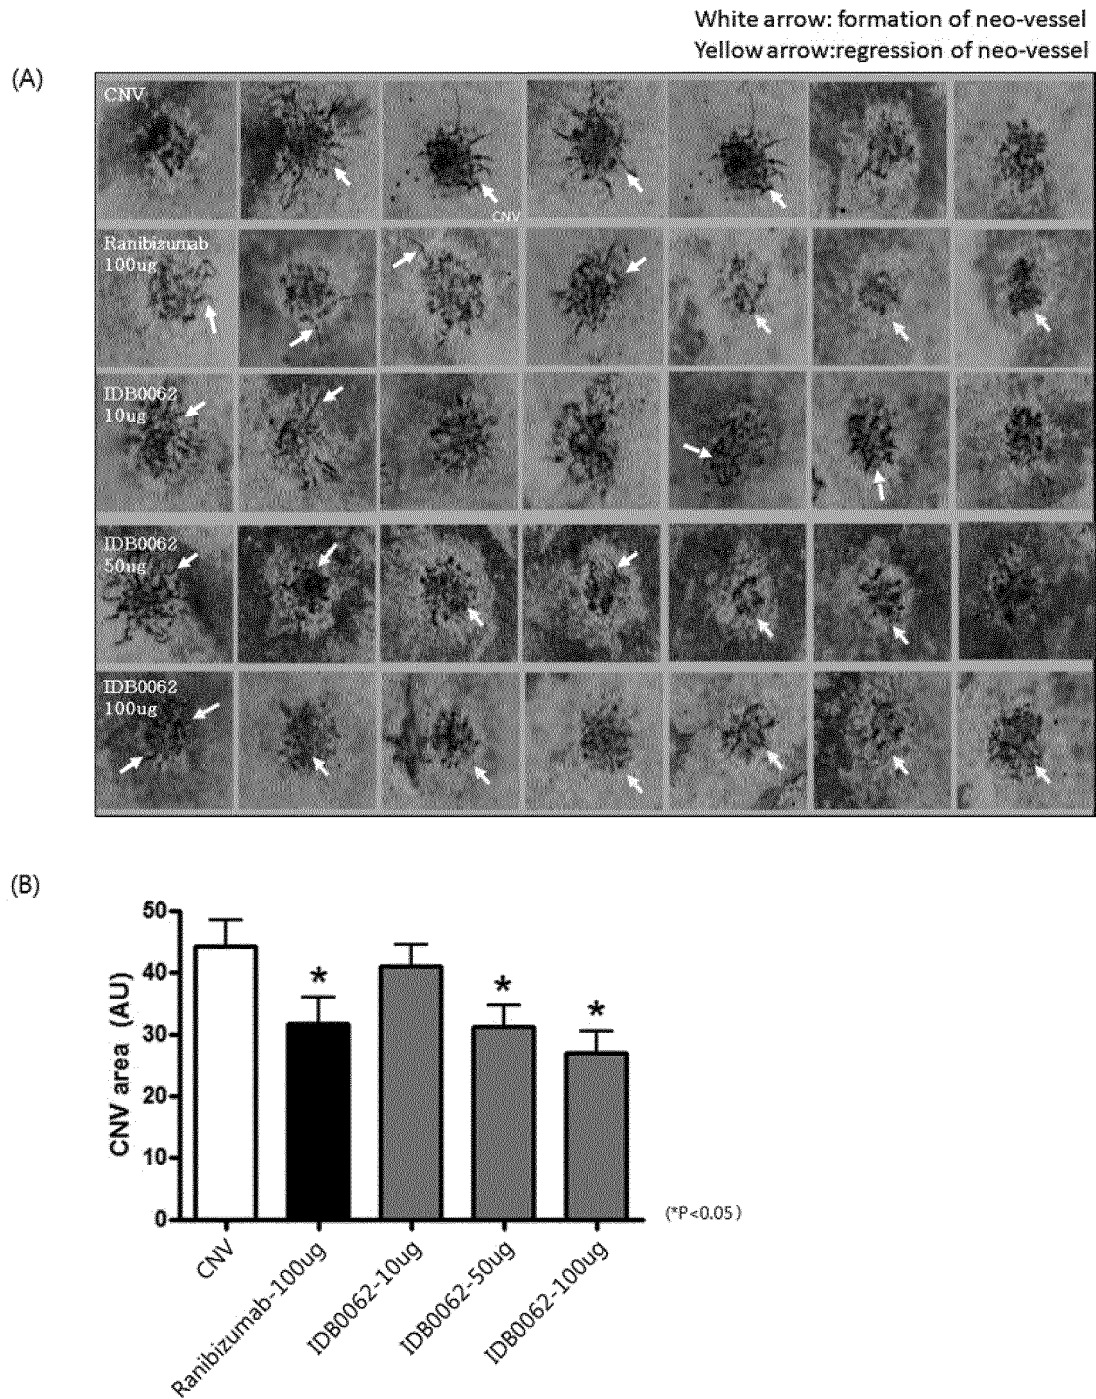 White arrow: formation of neo-vessel
Yellow arrow:regression of neo-vessel
(A)
CNV
CNV
Ranibizumab
100ug
IDB0062
10ug
IDB0062
50ug
IDB0062
100ug
(B)
CNV area (AU)
50
40
30
20
10
0
*
*
*
(*P<0.05)
CNV
Ranibizumab-100ug
IDB0062-10ug
IDB0062-50ug
IDB0062-100ug